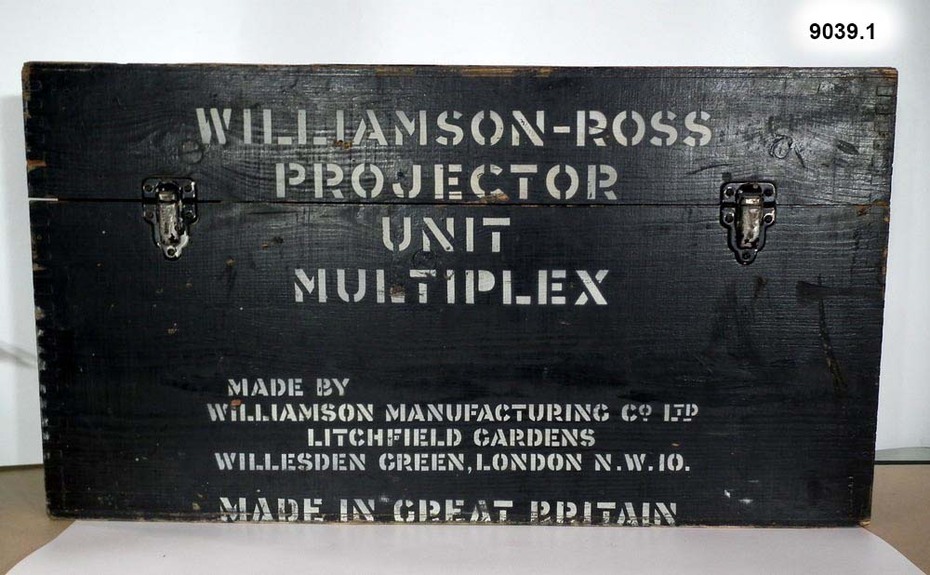 9039.1
WILLIAMSON-ROSS
PROJECTOR
UNIT
MULTIPLEX
MADE BY
WILLIAMSON MANUFACTURING Co LTD
LITCHFIELD GARDENS
WILLESDEN GREEN, LONDON N.W.10.
MADE IN GREAT BRITAIN